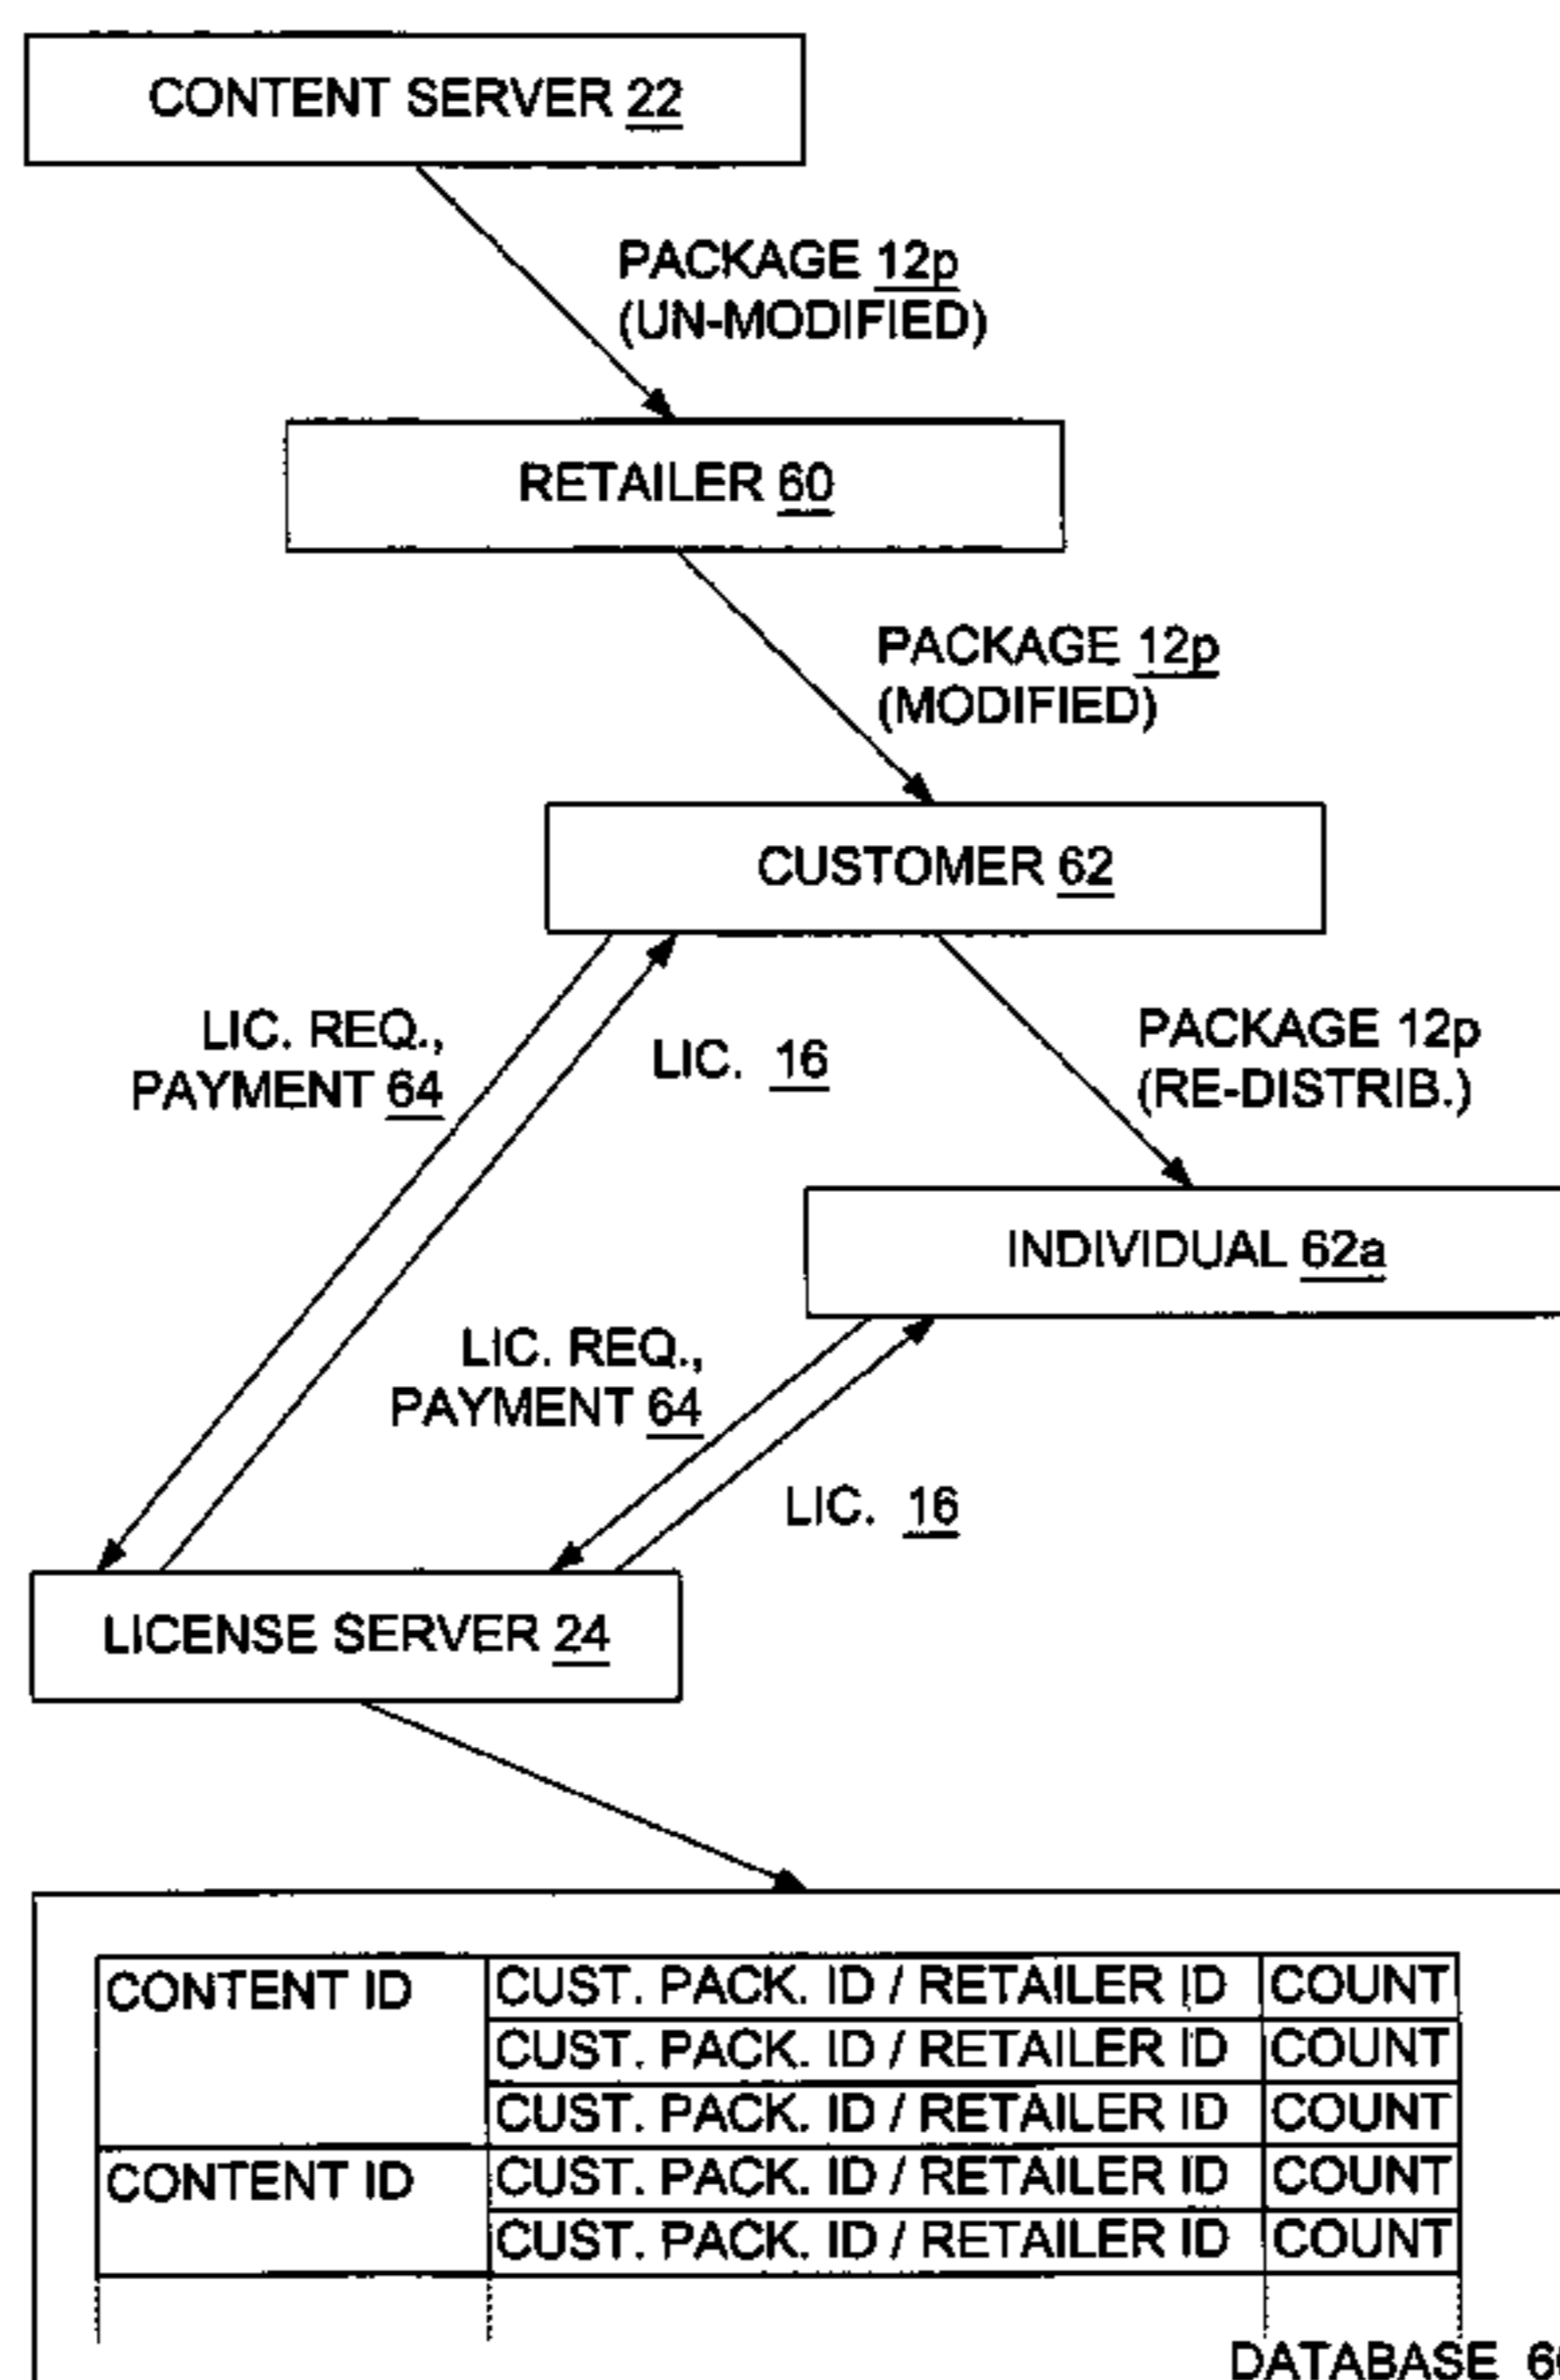 CONTENT SERVER 22
PACKAGE 12p
(UN-MODIFIED)
RETAILER 60
PACKAGE 12p
(MODIFIED)
CUSTOMER 62
LIC. REQ.,
PAYMENT 64
LIC. 16
PACKAGE 12p
(RE-DISTRIB.)
INDIVIDUAL 62a
LIC. REQ.,
PAYMENT 64
LIC. 16
LICENSE SERVER 24
CONTENT ID CUST. PACK. ID / RETAILER ID COUNT
CUST. PACK. ID / RETAILER ID COUNT
CUST. PACK. ID / RETAILER ID COUNT
CONTENT ID CUST. PACK. ID / RETAILER ID COUNT
CUST. PACK. ID / RETAILER ID COUNT
DATABASE